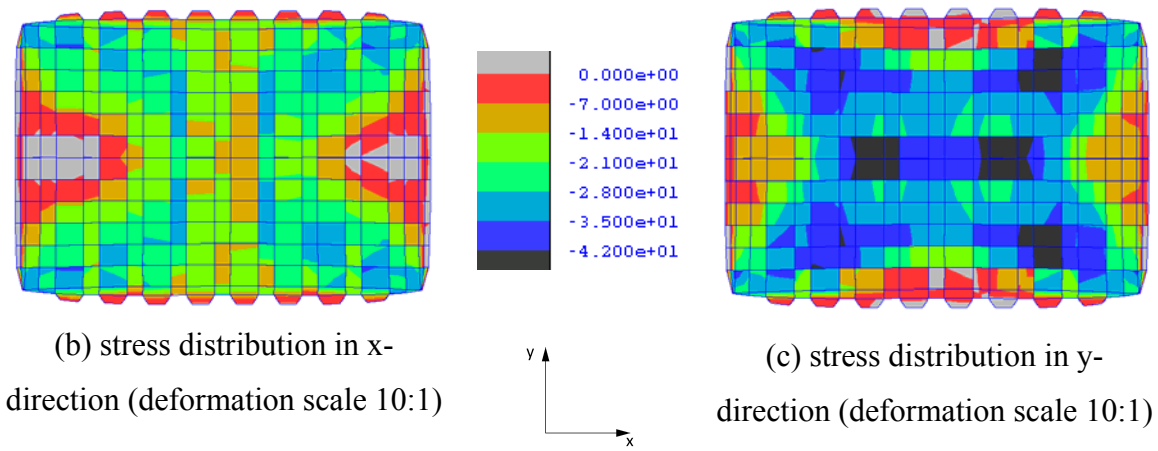 0.000e+00
-7.000e+00
-1.400e+01
-2.100e+01
-2.800e+01
-3.500e+01
-4.200e+01
(b) stress distribution in x-
direction (deformation scale 10:1)
y
x
(c) stress distribution in y-
direction (deformation scale 10:1)